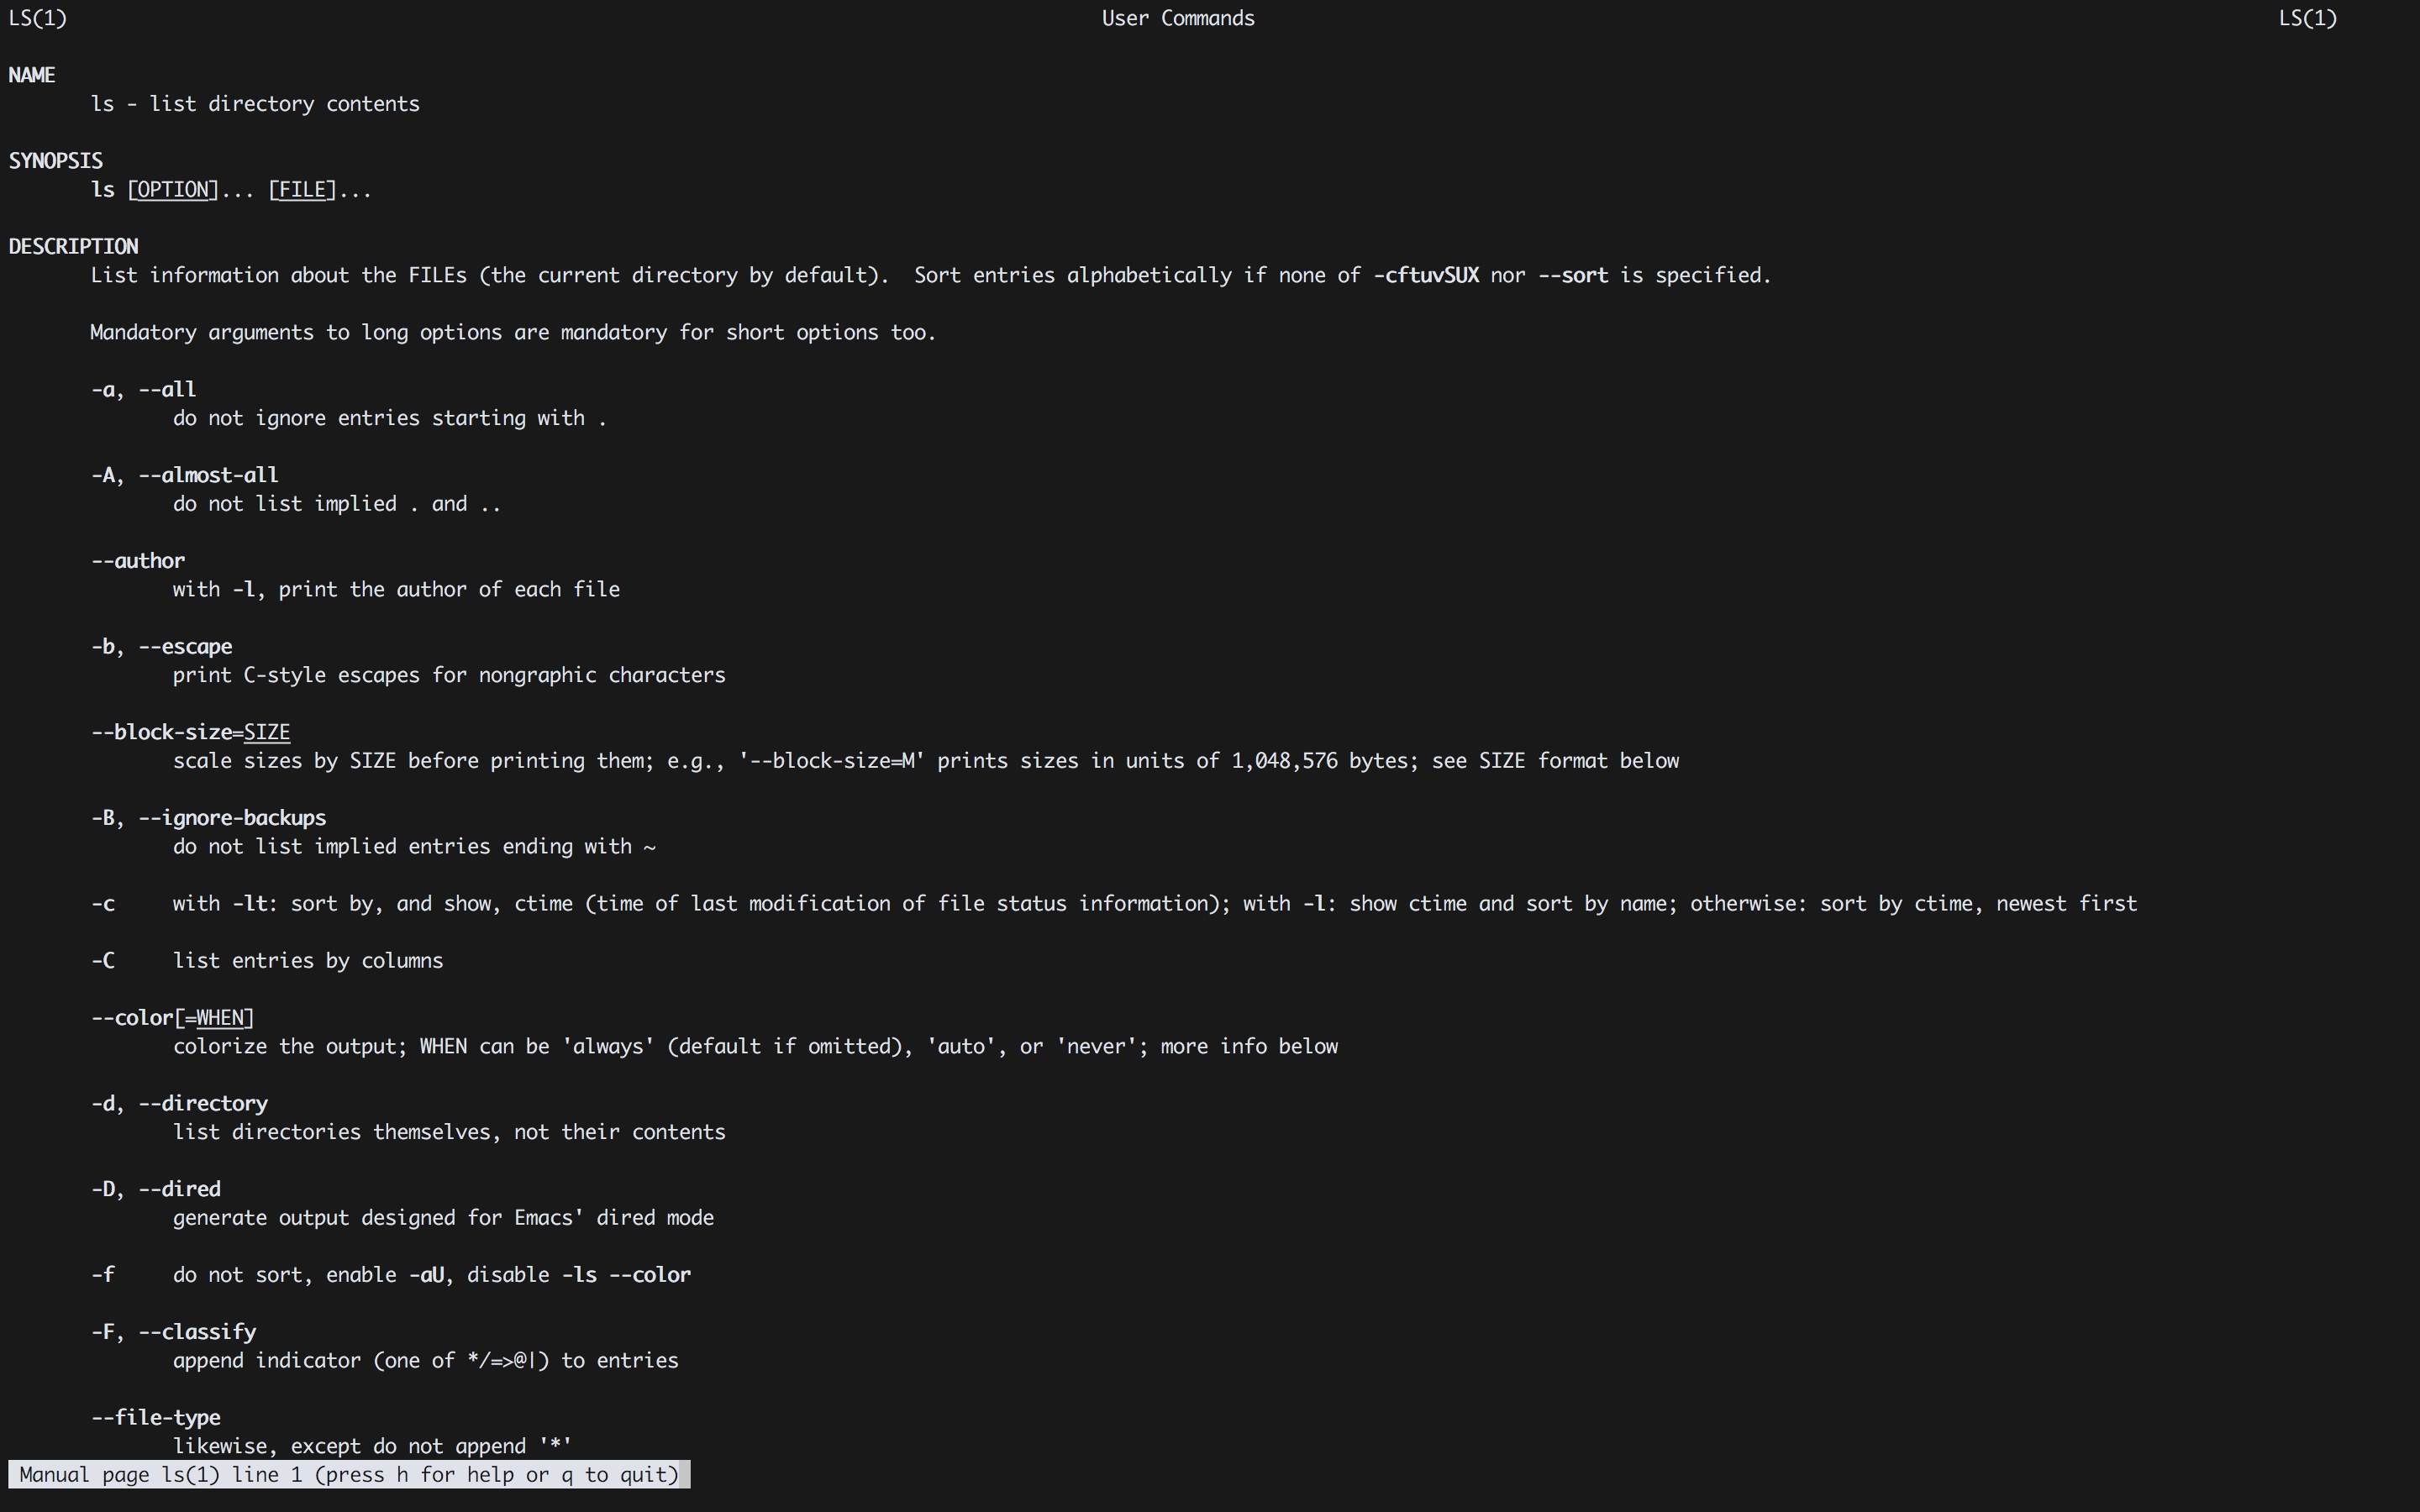 LS(1) User Commands LS(1)
NAME
ls - list directory contents
SYNOPSIS
ls [OPTION]... [FILE]...
DESCRIPTION
List information about the FILEs (the current directory by default).  Sort entries alphabetically if none of -cftuvSUX nor --sort is specified.
Mandatory arguments to long options are mandatory for short options too.
-a, --all
do not ignore entries starting with .
-A, --almost-all
do not list implied . and ..
--author
with -l, print the author of each file
-b, --escape
print C-style escapes for nongraphic characters
--block-size=SIZE
scale sizes by SIZE before printing them; e.g., '--block-size=M' prints sizes in units of 1,048,576 bytes; see SIZE format below
-B, --ignore-backups
do not list implied entries ending with ~
-c     with -lt: sort by, and show, ctime (time of last modification of file status information); with -l: show ctime and sort by name; otherwise: sort by ctime, newest first
-C     list entries by columns
--color[=WHEN]
colorize the output; WHEN can be 'always' (default if omitted), 'auto', or 'never'; more info below
-d, --directory
list directories themselves, not their contents
-D, --dired
generate output designed for Emacs' dired mode
-f     do not sort, enable -aU, disable -ls --color
-F, --classify
append indicator (one of */=>@|) to entries
--file-type
likewise, except do not append '*'
Manual page ls(1) line 1 (press h for help or q to quit)